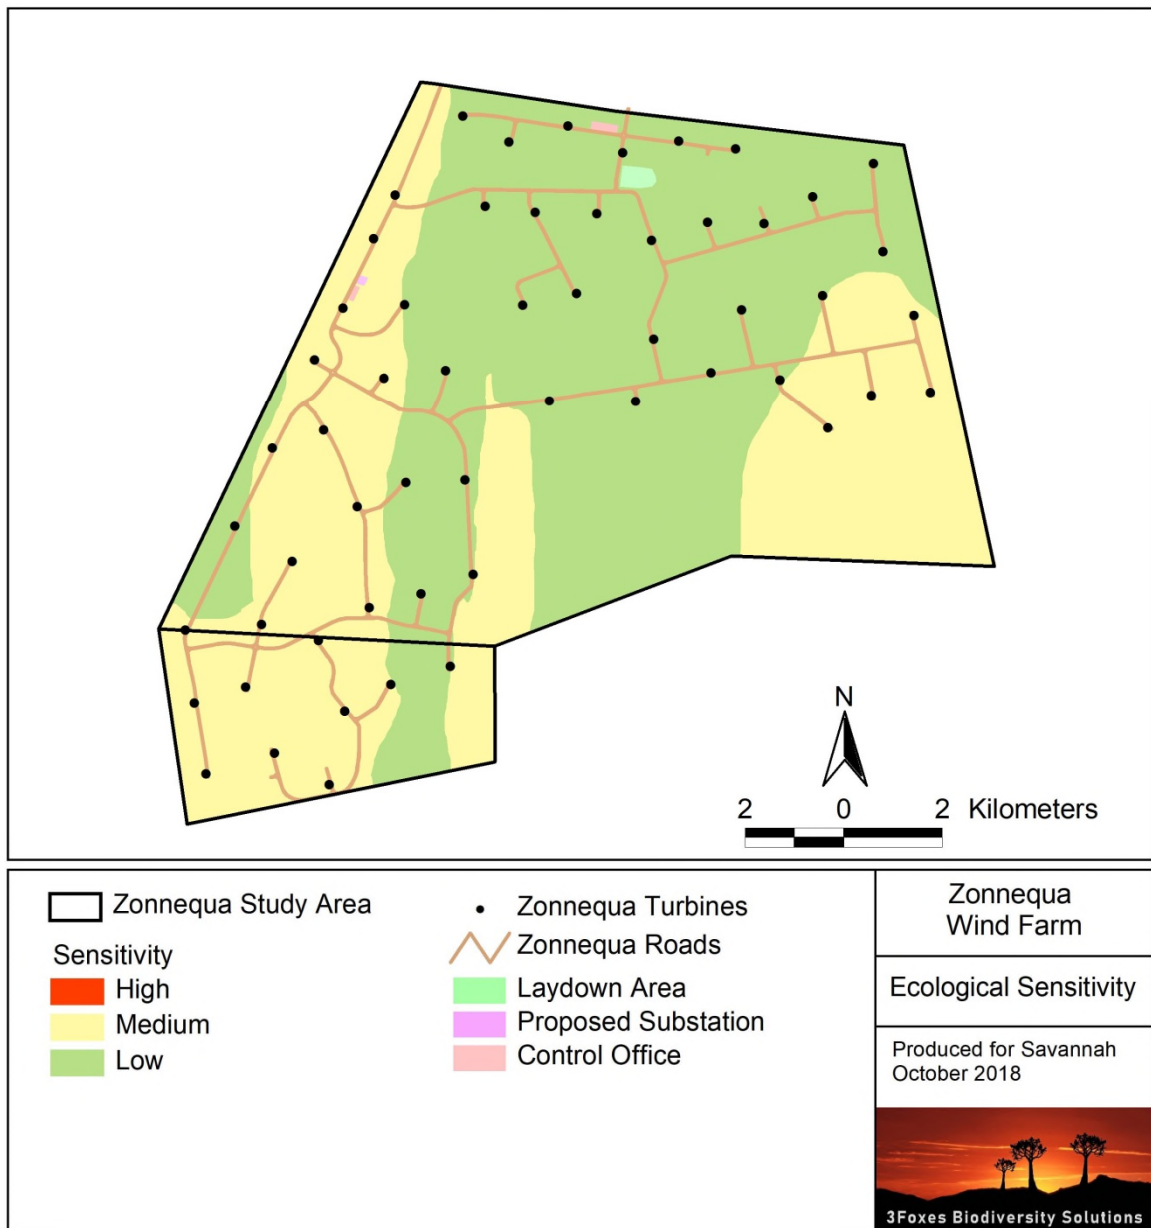 N
2 0 2 Kilometers
Zonnequa Study Area
Sensitivity
High
Medium
Low
Zonnequa Turbines
Zonnequa Roads
Laydown Area
Proposed Substation
Control Office
Zonnequa
Wind Farm
Ecological Sensitivity
Produced for Savannah
October 2018
3Foxes Biodiversity Solutions